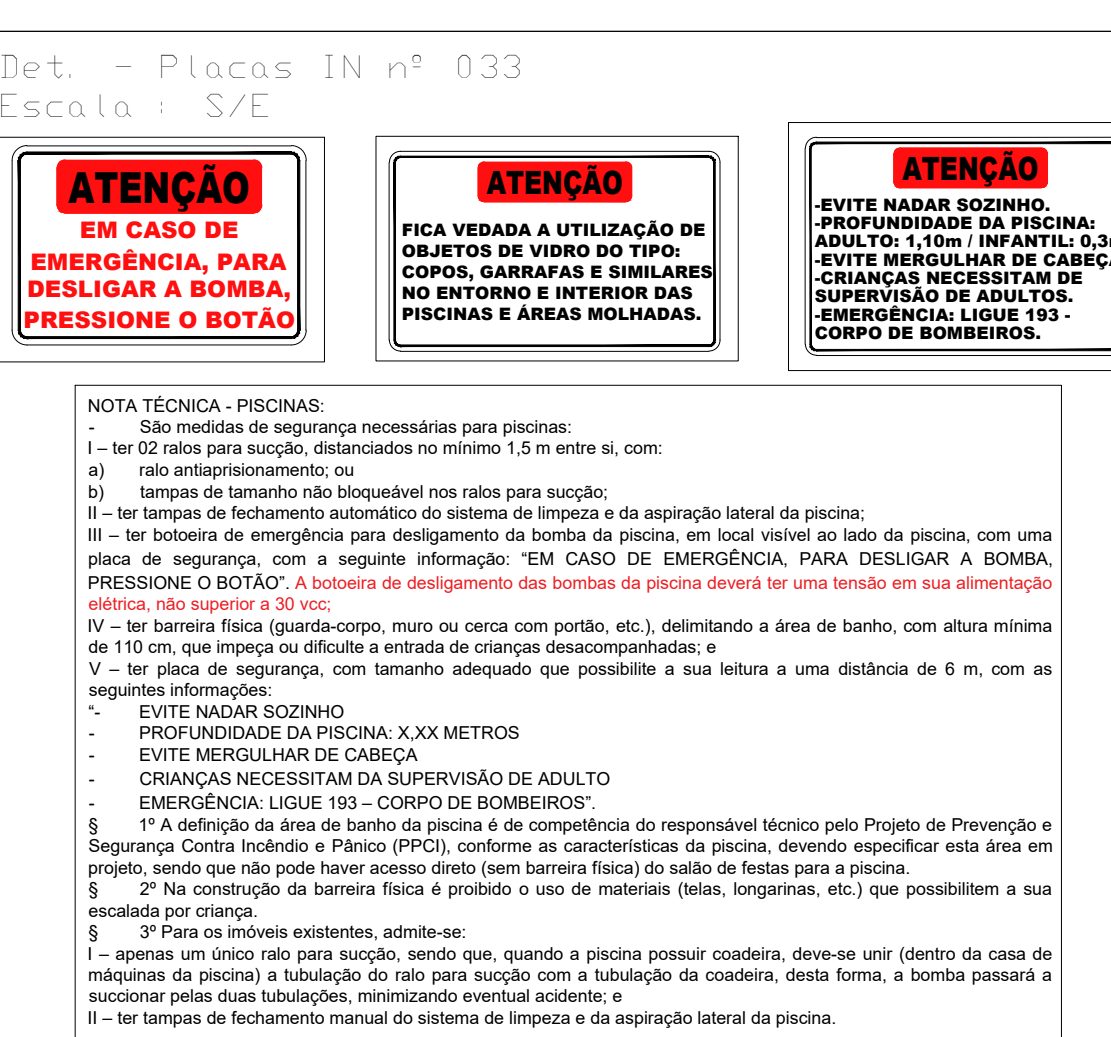 Det. - Placas IN nº 033
Escala : S/E
ATENÇÃO
EM CASO DE
EMERGÊNCIA, PARA
DESLIGAR A BOMBA,
PRESSIONE O BOTÃO
ATENÇÃO
FICA VEDADA A UTILIZAÇÃO DE
OBJETOS DE VIDRO DO TIPO:
COPOS, GARRAFAS E SIMILARES
NO ENTORNO E INTERIOR DAS
PISCINAS E ÁREAS MOLHADAS.
ATENÇÃO
-EVITE NADAR SOZINHO.
-PROFUNDIDADE DA PISCINA:
ADULTO: 1,10m / INFANTIL: 0,3
-EVITE MERGULHAR DE CABEÇA
-CRIANÇAS NECESSITAM DE
SUPERVISÃO DE ADULTOS.
-EMERGÊNCIA: LIGUE 193 -
CORPO DE BOMBEIROS.
NOTA TÉCNICA - PISCINAS:
- São medidas de segurança necessárias para piscinas:
I – ter 02 ralos para sucção, distanciados no mínimo 1,5 m entre si, com:
a) ralo antiaprisionamento; ou
b) tampas de tamanho não bloqueável nos ralos para sucção;
II – ter tampas de fechamento automático do sistema de limpeza e da aspiração lateral da piscina;
III – ter botoeira de emergência para desligamento da bomba da piscina, em local visível ao lado da piscina, com uma
placa de segurança, com a seguinte informação: “EM CASO DE EMERGÊNCIA, PARA DESLIGAR A BOMBA,
PRESSIONE O BOTÃO”. A botoeira de desligamento das bombas da piscina deverá ter uma tensão em sua alimentação
elétrica, não superior a 30 vcc;
IV – ter barreira física (guarda-corpo, muro ou cerca com portão, etc.), delimitando a área de banho, com altura mínima
de 110 cm, que impeça ou dificulte a entrada de crianças desacompanhadas; e
V – ter placa de segurança, com tamanho adequado que possibilite a sua leitura a uma distância de 6 m, com as
seguintes informações:
“- EVITE NADAR SOZINHO
- PROFUNDIDADE DA PISCINA: X,XX METROS
- EVITE MERGULHAR DE CABEÇA
- CRIANÇAS NECESSITAM DA SUPERVISÃO DE ADULTO
- EMERGÊNCIA: LIGUE 193 – CORPO DE BOMBEIROS”.
§ 1º A definição da área de banho da piscina é de competência do responsável técnico pelo Projeto de Prevenção e
Segurança Contra Incêndio e Pânico (PPCI), conforme as características da piscina, devendo especificar esta área em
projeto, sendo que não pode haver acesso direto (sem barreira física) do salão de festas para a piscina.
§ 2º Na construção da barreira física é proibido o uso de materiais (telas, longarinas, etc.) que possibilitem a sua
escalada por criança.
§ 3º Para os imóveis existentes, admite-se:
I – apenas um único ralo para sucção, sendo que, quando a piscina possuir coadeira, deve-se unir (dentro da casa de
máquinas da piscina) a tubulação do ralo para sucção com a tubulação da coadeira, desta forma, a bomba passará a
succionar pelas duas tubulações, minimizando eventual acidente; e
II – ter tampas de fechamento manual do sistema de limpeza e da aspiração lateral da piscina.